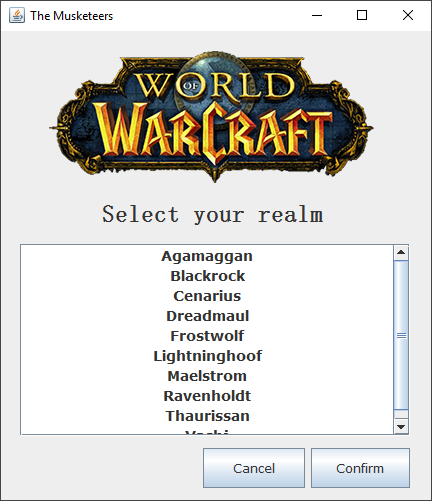 The Musketeers
WORLD
OF
WARCRAFT
Select your realm
Agamaggan
Blackrock
Cenarius
Dreadmaul
Frostwolf
Lightninghoof
Maelstrom
Ravenholdt
Thaurissan
Cancel
Confirm